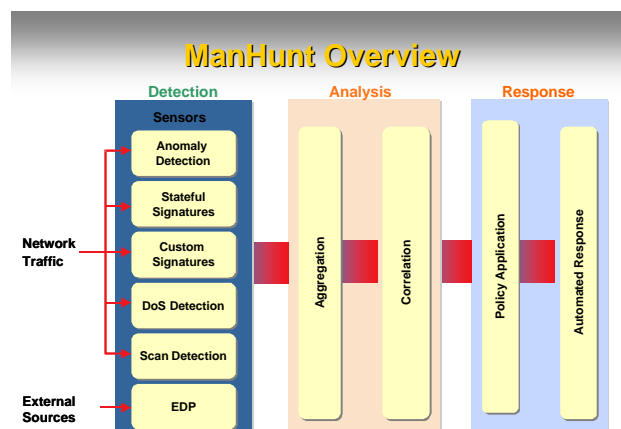 ManHunt Overview
Detection
Analysis
Response
Sensors
Anomaly
Detection
Stateful
Signatures
Network
Traffic
Custom
Signatures
DoS Detection
Scan Detection
External
Sources
EDP
Aggregation
Correlation
Policy Application
Automated Response